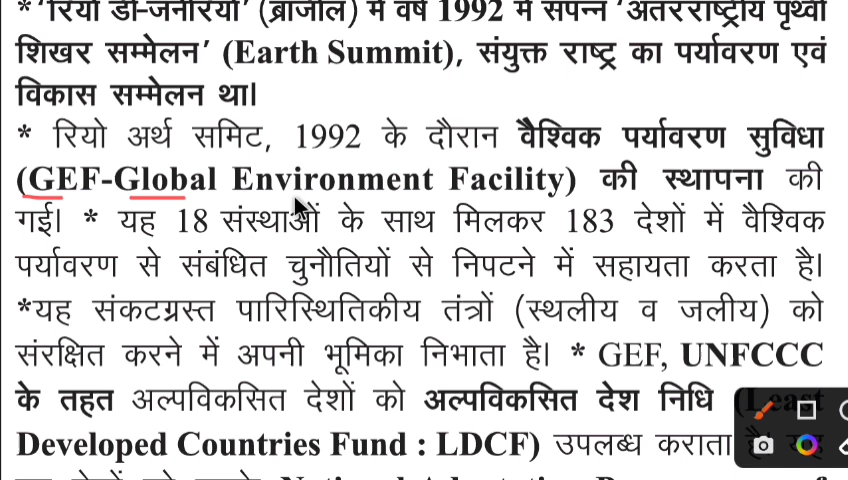 * 'रियो डी-जेनेरियो' (ब्राजील) में वर्ष 1992 में संपन्न 'अंतरराष्ट्रीय पृथ्वी
शिखर सम्मेलन' (Earth Summit), संयुक्त राष्ट्र का पर्यावरण एवं
विकास सम्मेलन था।
* रियो अर्थ समिट, 1992 के दौरान वैश्विक पर्यावरण सुविधा
(GEF-Global Environment Facility) की स्थापना की
गई। * यह 18 संस्थाओं के साथ मिलकर 183 देशों में वैश्विक
पर्यावरण से संबंधित चुनौतियों से निपटने में सहायता करता है।
*यह संकटग्रस्त पारिस्थितिकीय तंत्रों (स्थलीय व जलीय) को
संरक्षित करने में अपनी भूमिका निभाता है। * GEF, UNFCCC
के तहत अल्पविकसित देशों को अल्पविकसित देश निधि (Least
Developed Countries Fund : LDCF) उपलब्ध कराता है। यह